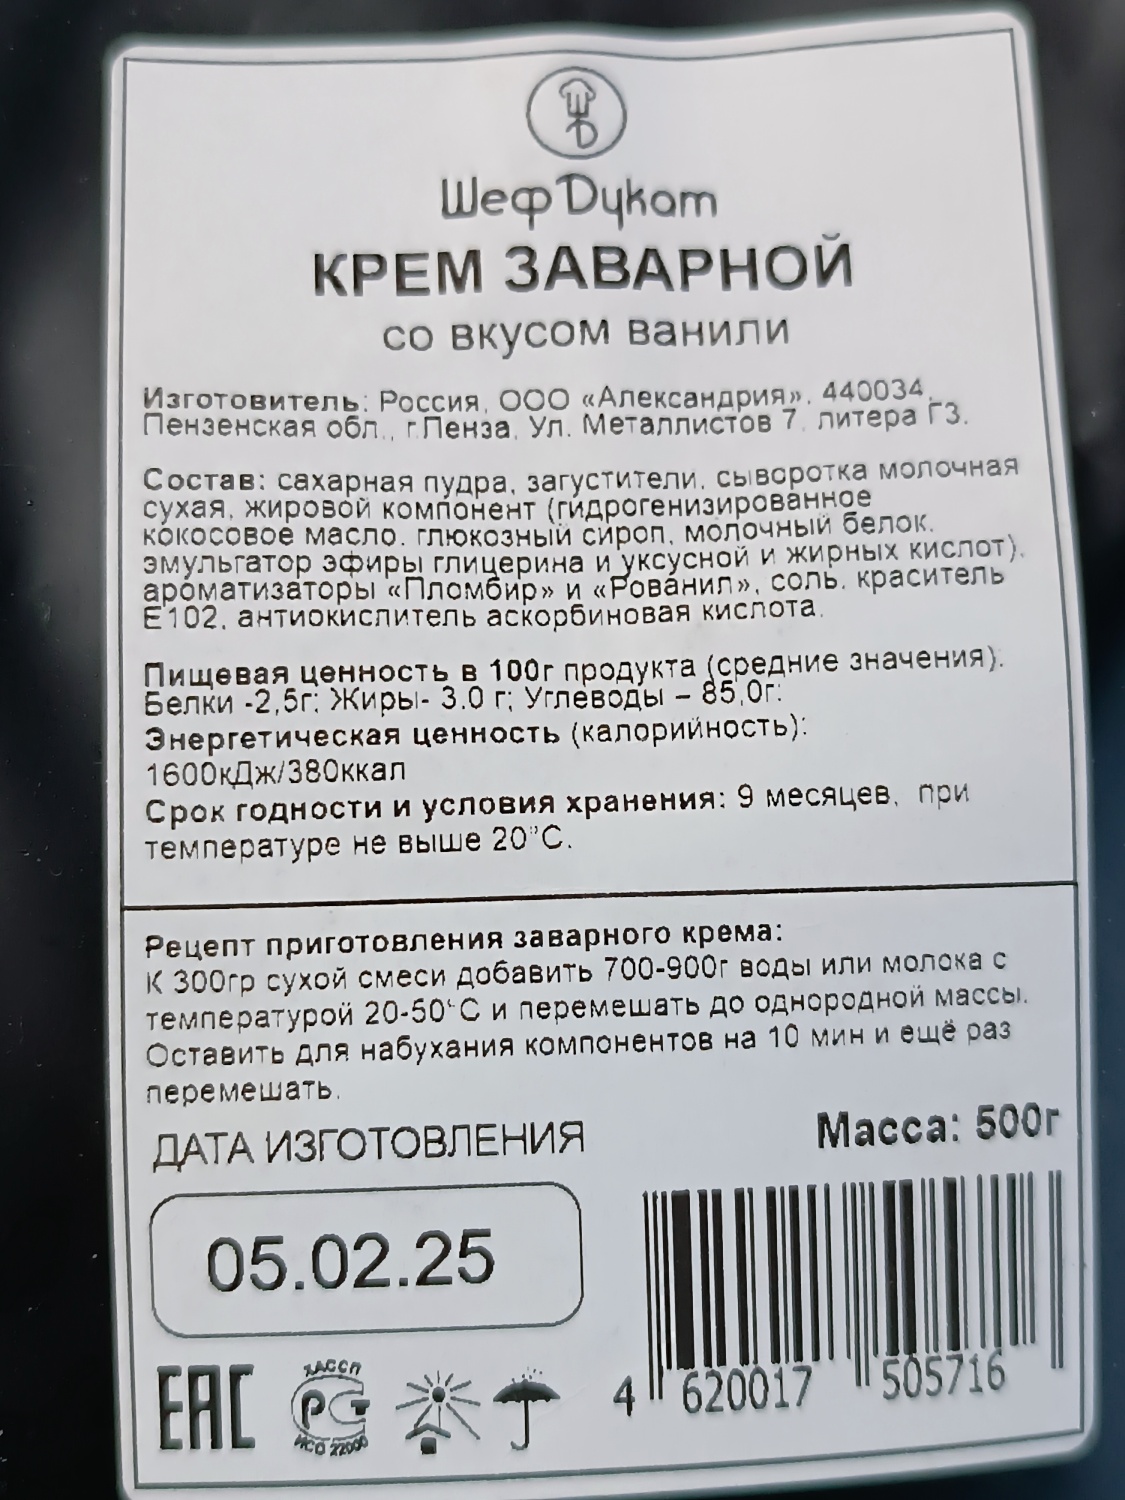 ШД
Шеф Дукат
КРЕМ ЗАВАРНОЙ
со вкусом ванили
Изготовитель: Россия, ООО «Александрия», 440034,
Пензенская обл., г.Пенза, Ул. Металлистов 7, литера Г3.
Состав: сахарная пудра, загустители, сыворотка молочная
сухая, жировой компонент (гидрогенизированное
кокосовое масло, глюкозный сироп, молочный белок,
эмульгатор эфиры глицерина и уксусной и жирных кислот),
ароматизаторы «Пломбир» и «Рованил», соль, краситель
Е102, антиокислитель аскорбиновая кислота.
Пищевая ценность в 100г продукта (средние значения):
Белки -2,5г; Жиры- 3,0 г; Углеводы – 85,0г;
Энергетическая ценность (калорийность):
1600кДж/380ккал
Срок годности и условия хранения: 9 месяцев, при
температуре не выше 20°С.
Рецепт приготовления заварного крема:
К 300гр сухой смеси добавить 700-900г воды или молока с
температурой 20-50°С и перемешать до однородной массы.
Оставить для набухания компонентов на 10 мин и ещё раз
перемешать.
Масса: 500г
ДАТА ИЗГОТОВЛЕНИЯ
05.02.25
ЕАС
ХАССП
РСТ
ИСО 22000
4 620017 505716